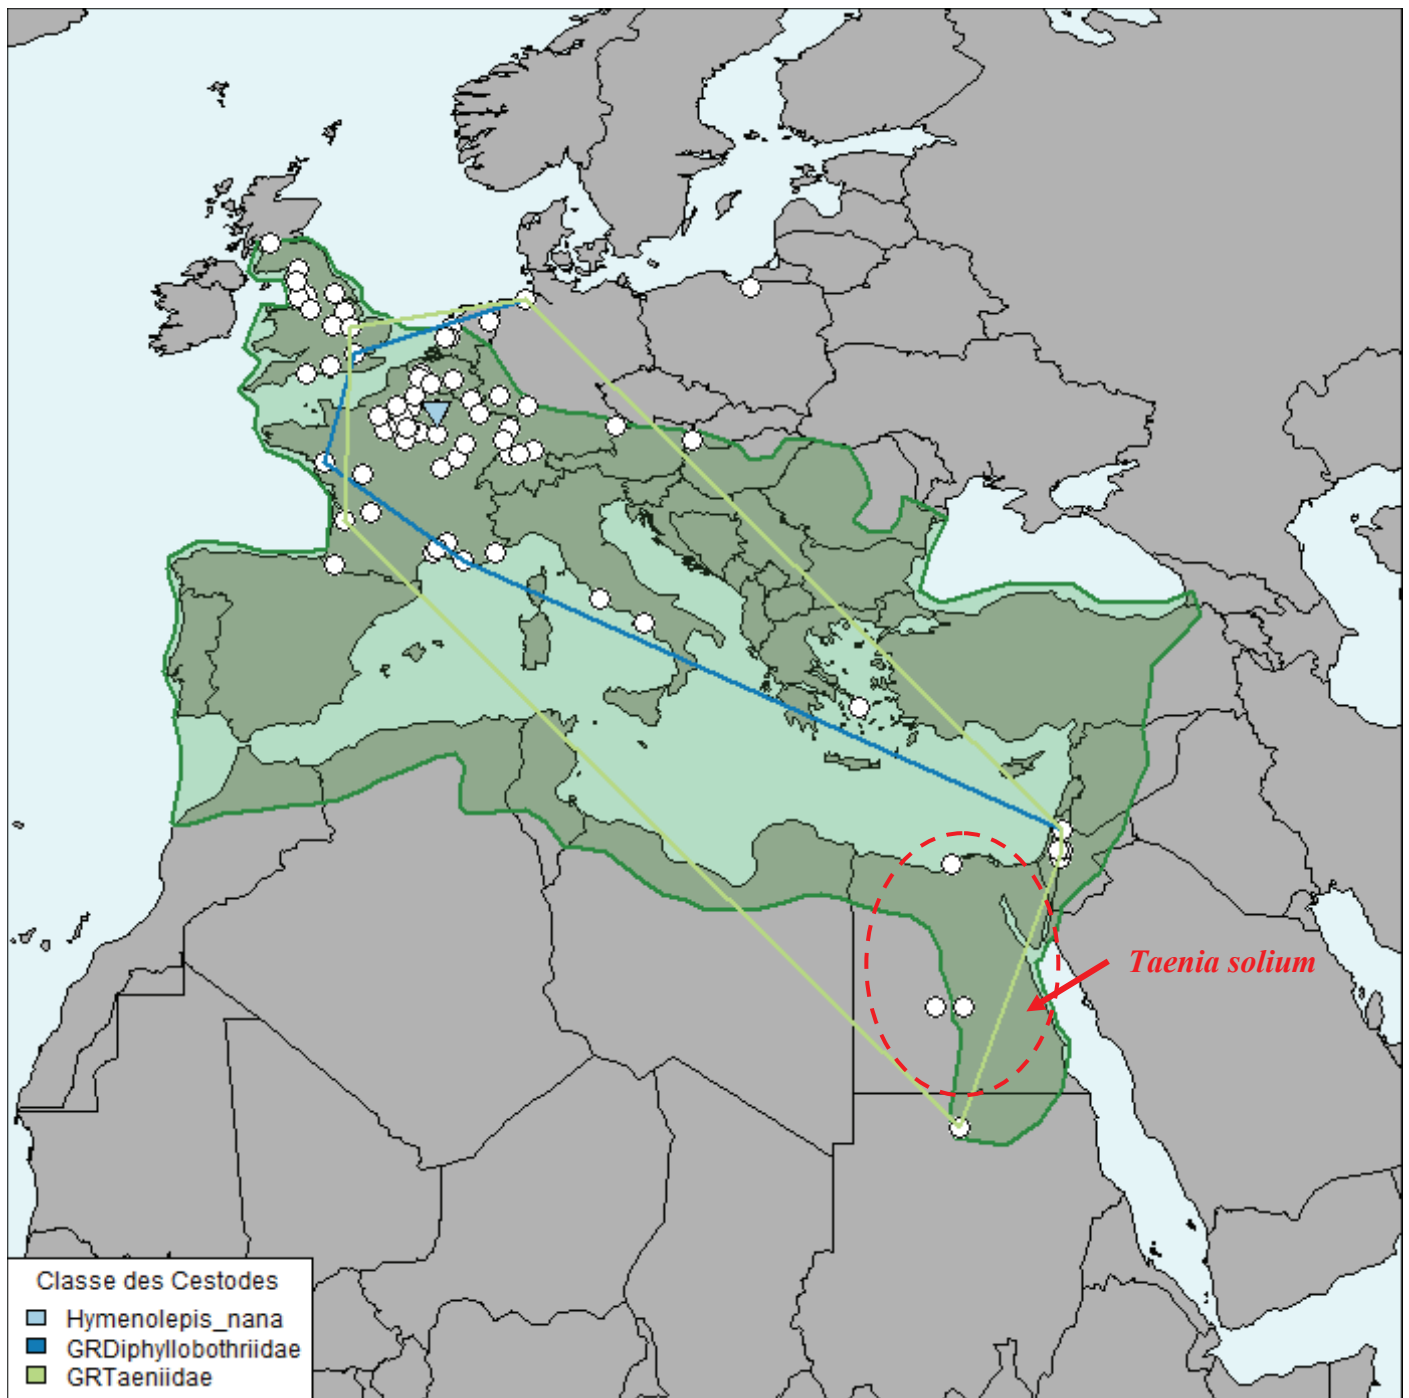 Taenia solium
Classe des Cestodes
Hymenolepis_nana
GRDiphyllobothriidae
GRTaeniidae